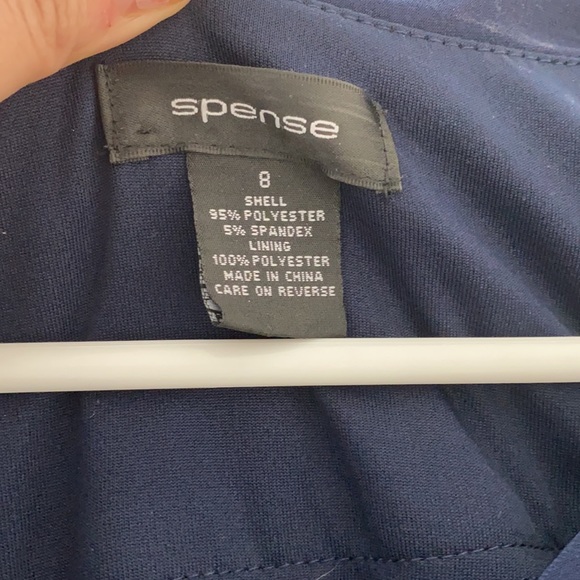 spense
8
SHELL
95% POLYESTER
5% SPANDEX
LINING
100% POLYESTER
MADE IN CHINA
CARE ON REVERSE